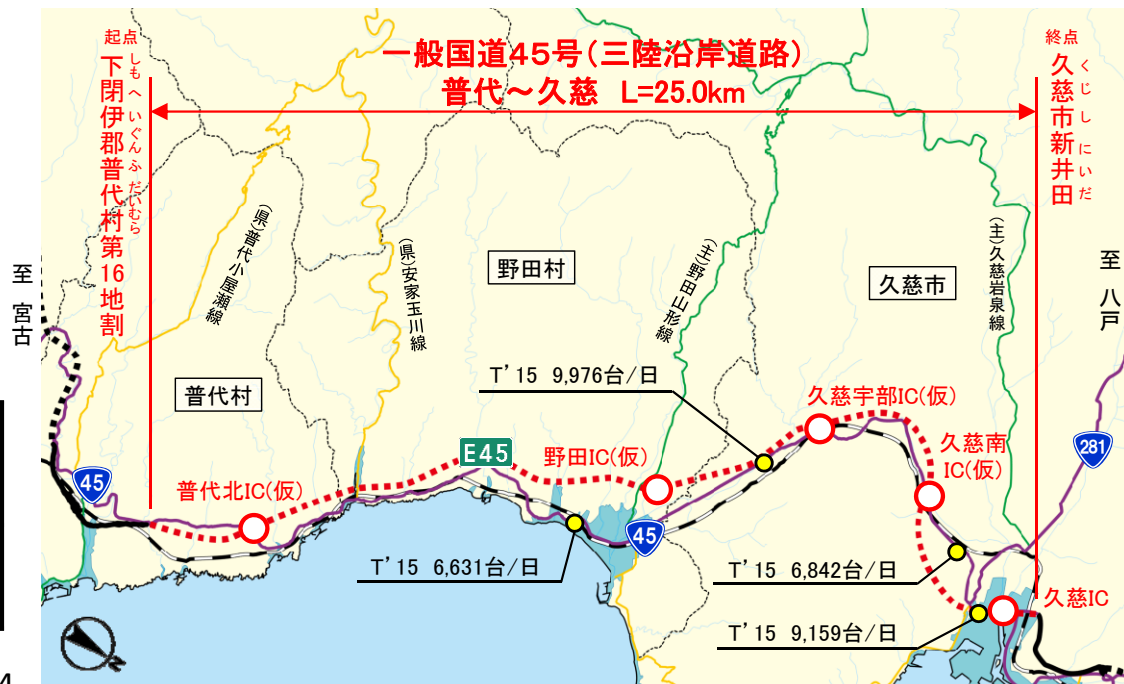 一般国道45号(三陸沿岸道路)
普代～久慈 L=25.0km
起点
下閉伊郡普代村第16地割
しもへいぐんふだいむら
終点
久慈市新井田
くじしにいだ
至 宮古
至 八戸
(県)普代小屋瀬線
(県)安家玉川線
野田村
(主)野田山形線
久慈市
(主)久慈岩泉線
普代村
T'15 9,976台/日
久慈宇部IC(仮)
久慈南
IC(仮)
281
E45
野田IC(仮)
45
普代北IC(仮)
45
T'15 6,631台/日
T'15 6,842台/日
久慈IC
T'15 9,159台/日
N
4